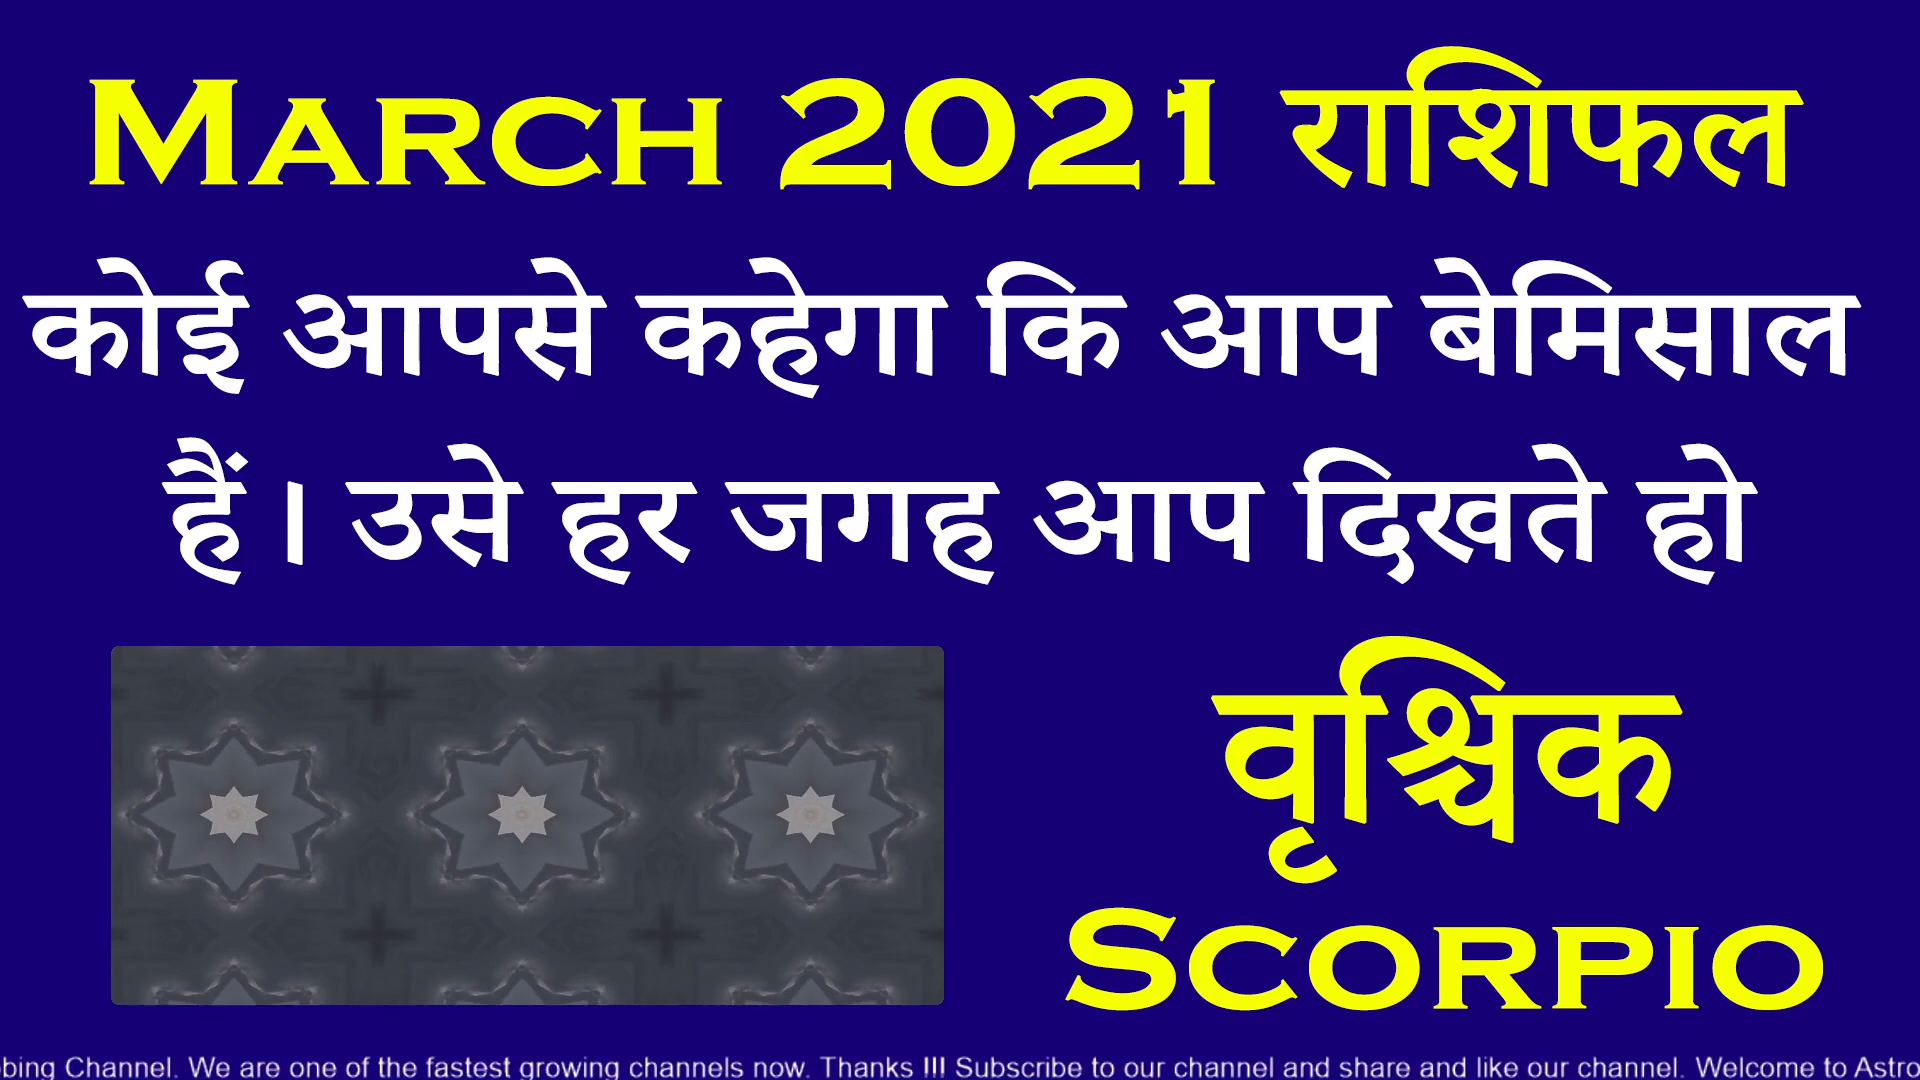 March 2021 राशिफल
कोई आपसे कहेगा कि आप बेमिसाल
हैं । उसे हर जगह आप दिखते हो
वृश्चिक
Scorpio
bing Channel. We are one of the fastest growing channels now. Thanks !!! Subscribe to our channel and share and like our channel. Welcome to Astro